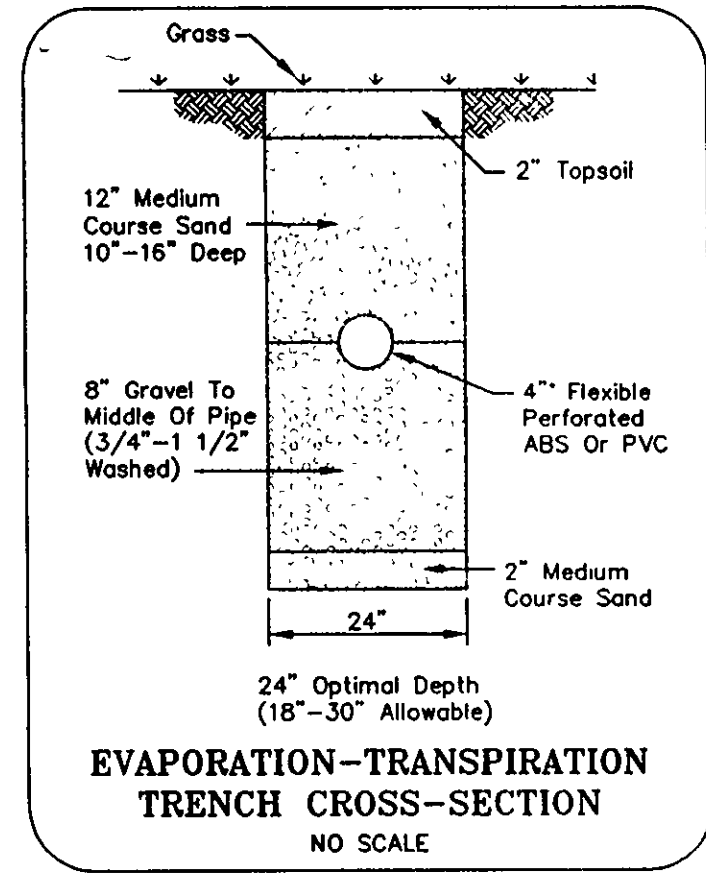 Grass
2" Topsoil
12" Medium
Course Sand
10"-16" Deep
8" Gravel To
Middle Of Pipe
(3/4"-1 1/2"
Washed)
4"* Flexible
Perforated
ABS Or PVC
2" Medium
Course Sand
24"
24" Optimal Depth
(18"-30" Allowable)
EVAPORATION-TRANSPIRATION
TRENCH CROSS-SECTION
NO SCALE